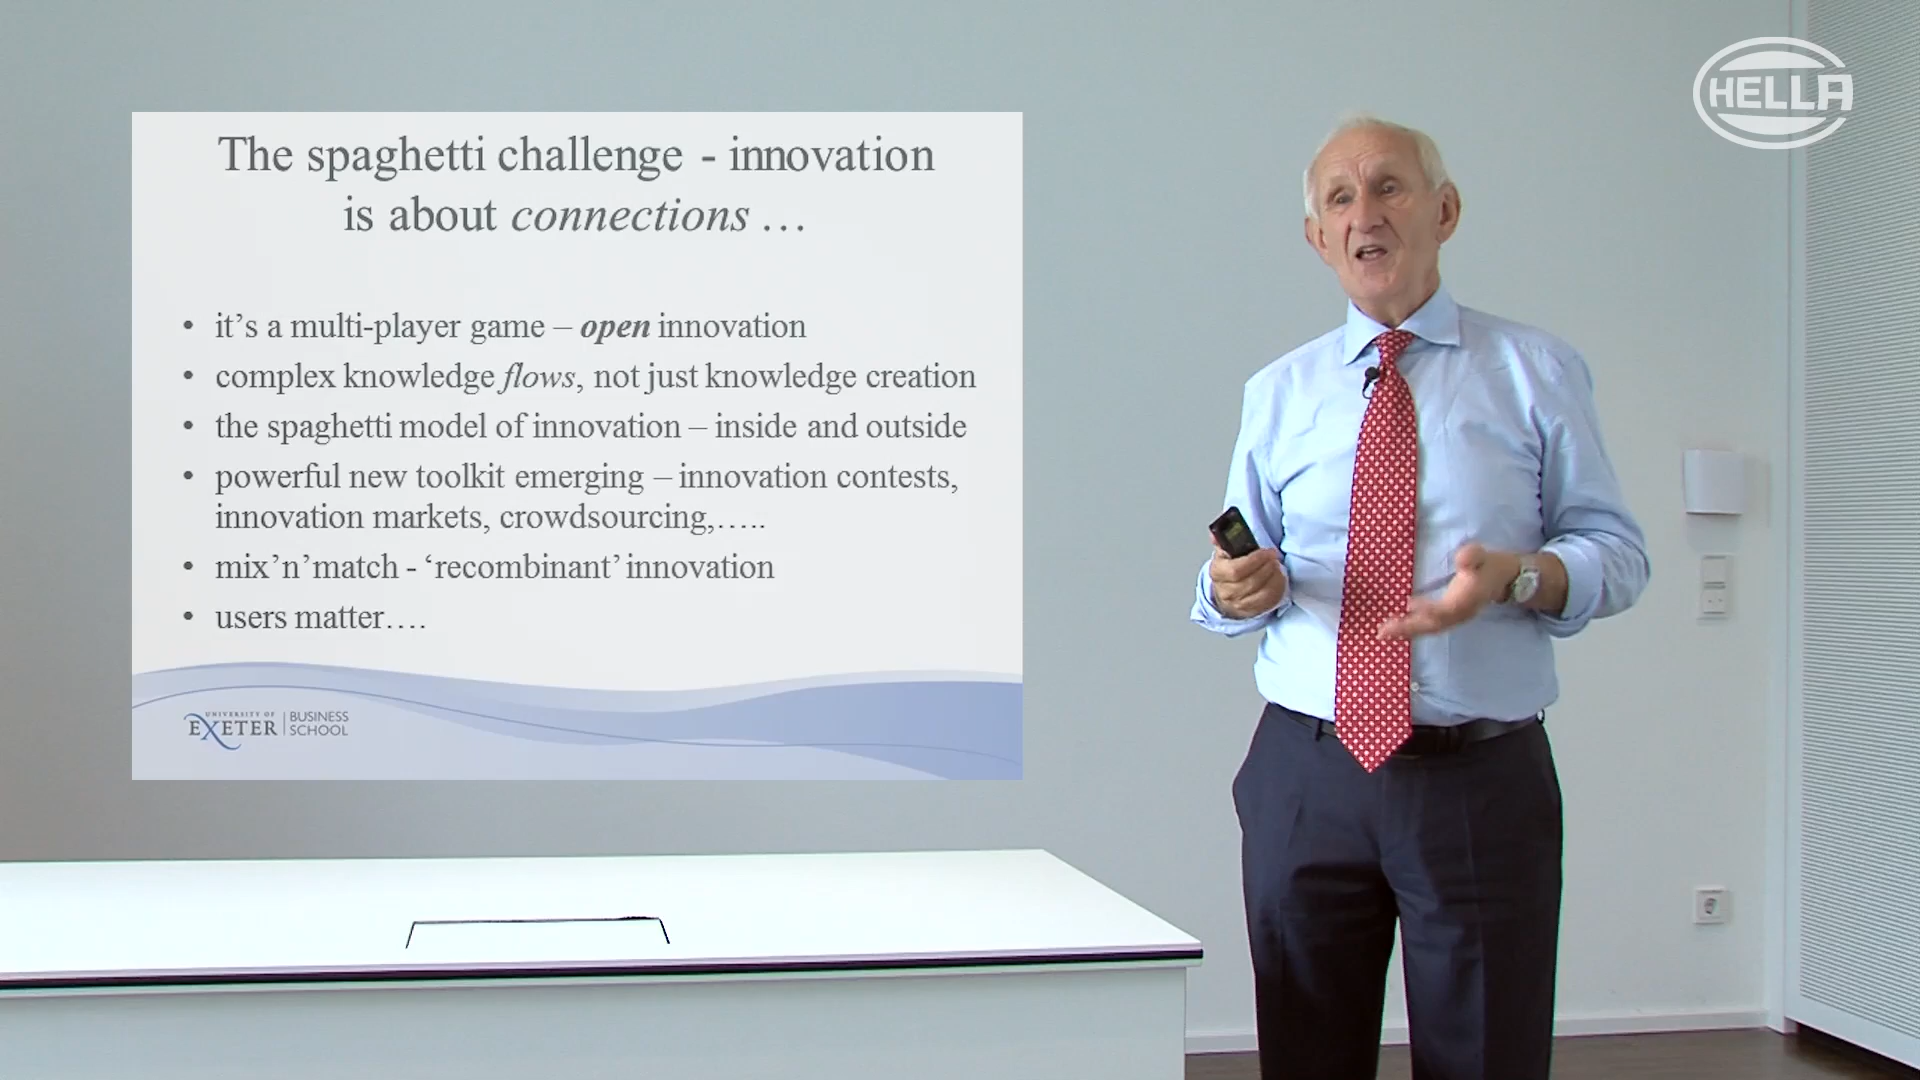 HELLA
The spaghetti challenge - innovation
is about connections …
• it’s a multi-player game – open innovation
• complex knowledge flows, not just knowledge creation
• the spaghetti model of innovation – inside and outside
• powerful new toolkit emerging – innovation contests,
innovation markets, crowdsourcing,…..
• mix’n’match - ‘recombinant’ innovation
• users matter….
UNIVERSITY OF
EXETER
BUSINESS
SCHOOL